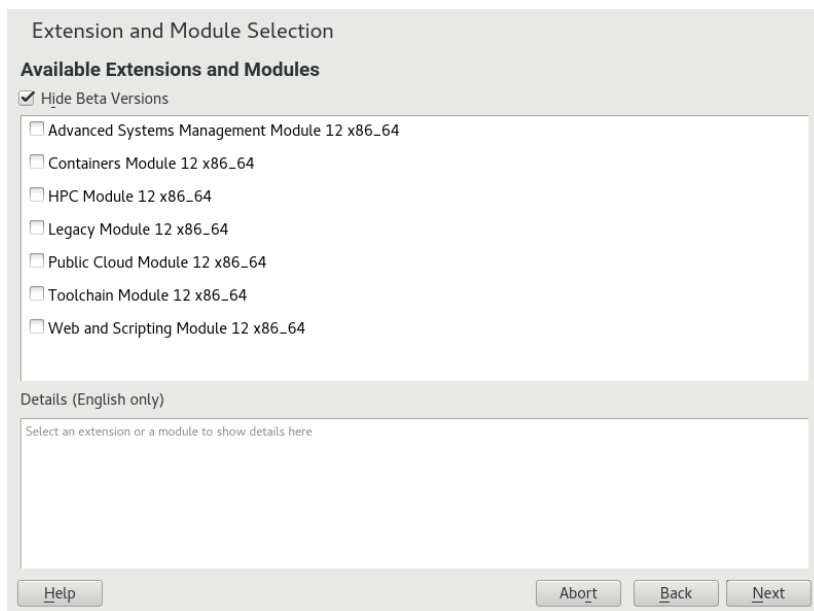 Extension and Module Selection
Available Extensions and Modules
Hide Beta Versions
Advanced Systems Management Module 12 x86_64
Containers Module 12 x86_64
HPC Module 12 x86_64
Legacy Module 12 x86_64
Public Cloud Module 12 x86_64
Toolchain Module 12 x86_64
Web and Scripting Module 12 x86_64
Details (English only)
Select an extension or a module to show details here
Help Abort Back Next